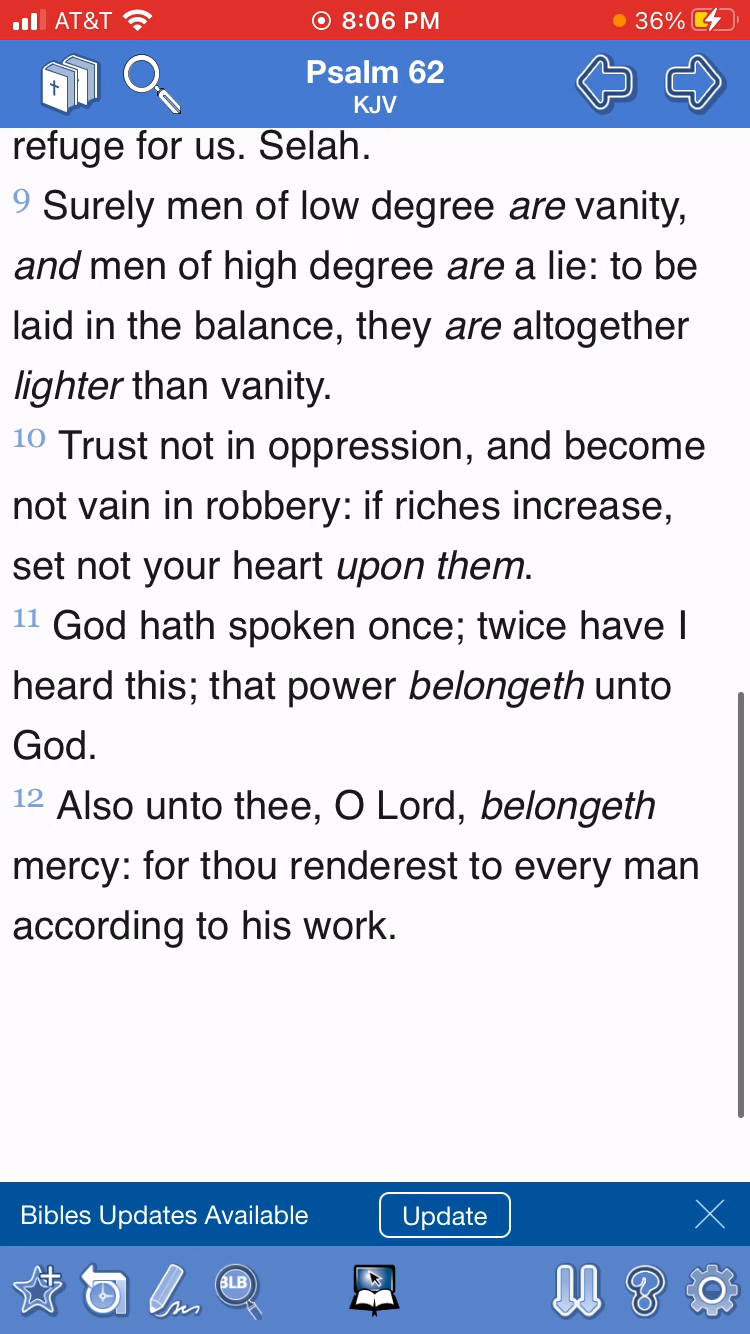 AT&T 8:06 PM 36%
Psalm 62
KJV
refuge for us. Selah.
9 Surely men of low degree are vanity,
and men of high degree are a lie: to be
laid in the balance, they are altogether
lighter than vanity.
10 Trust not in oppression, and become
not vain in robbery: if riches increase,
set not your heart upon them.
11 God hath spoken once; twice have I
heard this; that power belongeth unto
God.
12 Also unto thee, O Lord, belongeth
mercy: for thou renderest to every man
according to his work.
Bibles Updates Available Update
BLB